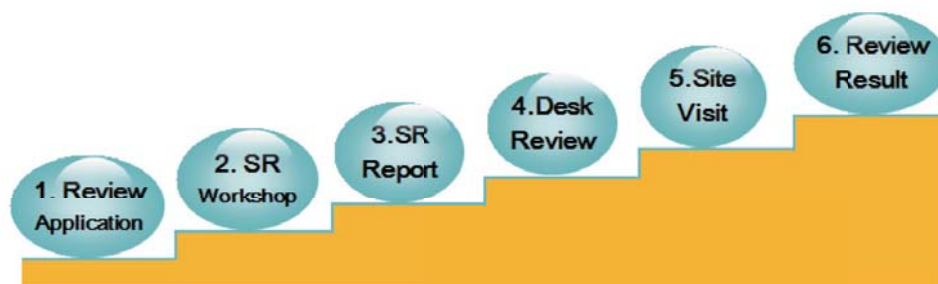 1. Review
Application
2. SR
Workshop
3.SR
Report
4.Desk
Review
5.Site
Visit
6. Review
Result